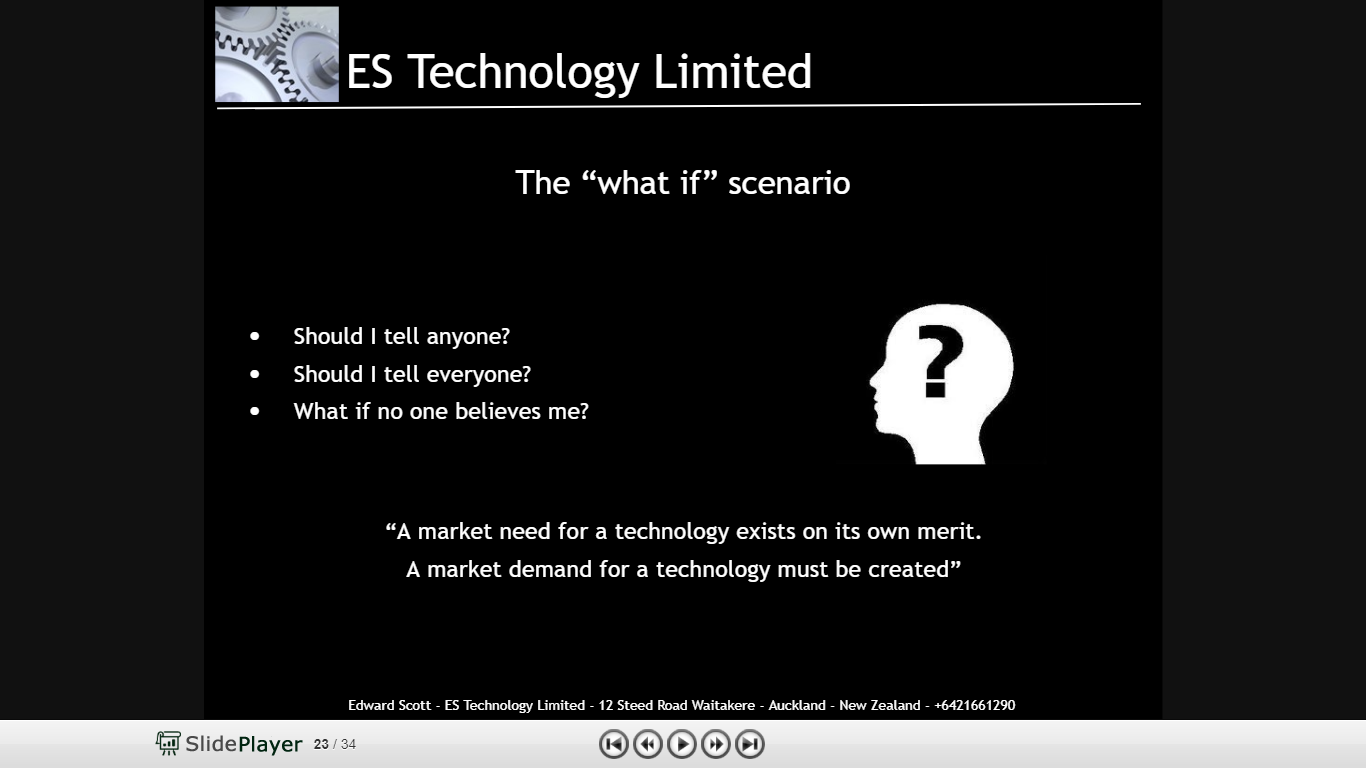 ES Technology Limited
The “what if” scenario
• Should I tell anyone?
• Should I tell everyone?
• What if no one believes me?
?
“A market need for a technology exists on its own merit.
A market demand for a technology must be created”
Edward Scott - ES Technology Limited - 12 Steed Road Waitakere - Auckland - New Zealand - +6421661290
SlidePlayer 23 / 34